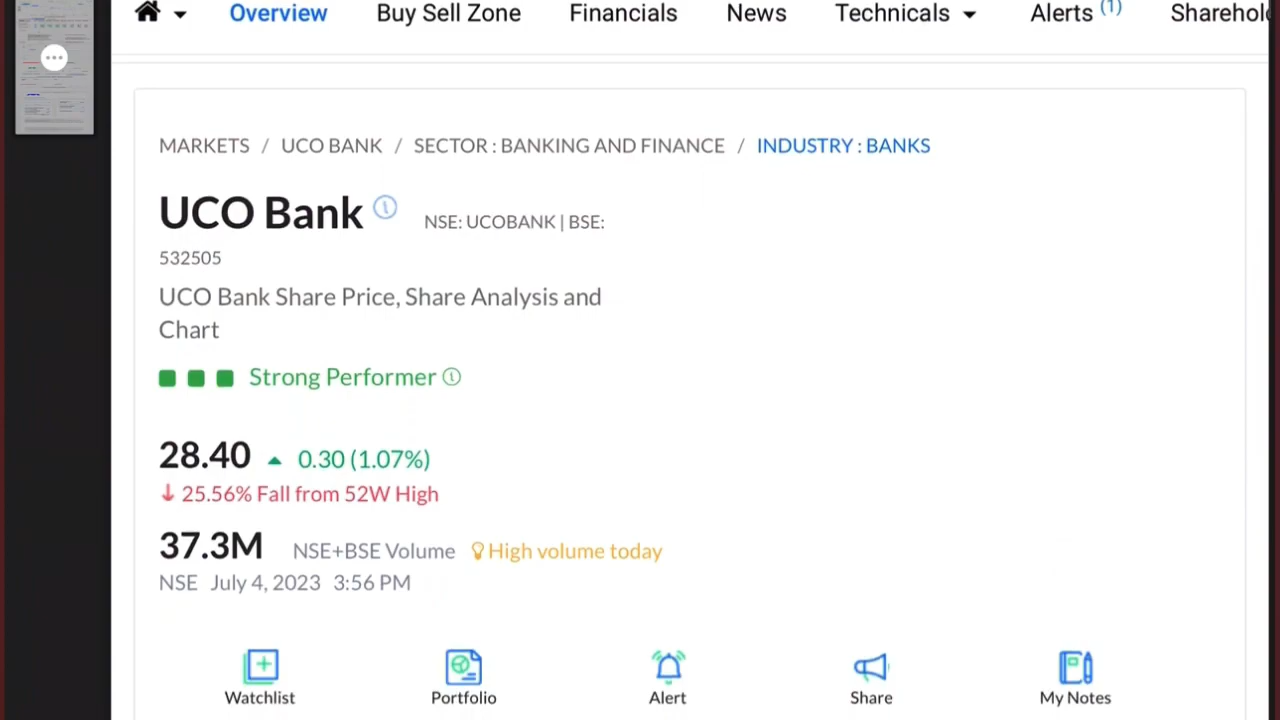 Overview Buy Sell Zone Financials News Technicals Alerts (1) Sharehol
MARKETS / UCO BANK / SECTOR : BANKING AND FINANCE / INDUSTRY : BANKS
UCO Bank NSE: UCOBANK | BSE:
532505
UCO Bank Share Price, Share Analysis and
Chart
Strong Performer
28.40 0.30 (1.07%)
25.56% Fall from 52W High
37.3M NSE+BSE Volume High volume today
NSE July 4, 2023 3:56 PM
Watchlist Portfolio Alert Share My Notes